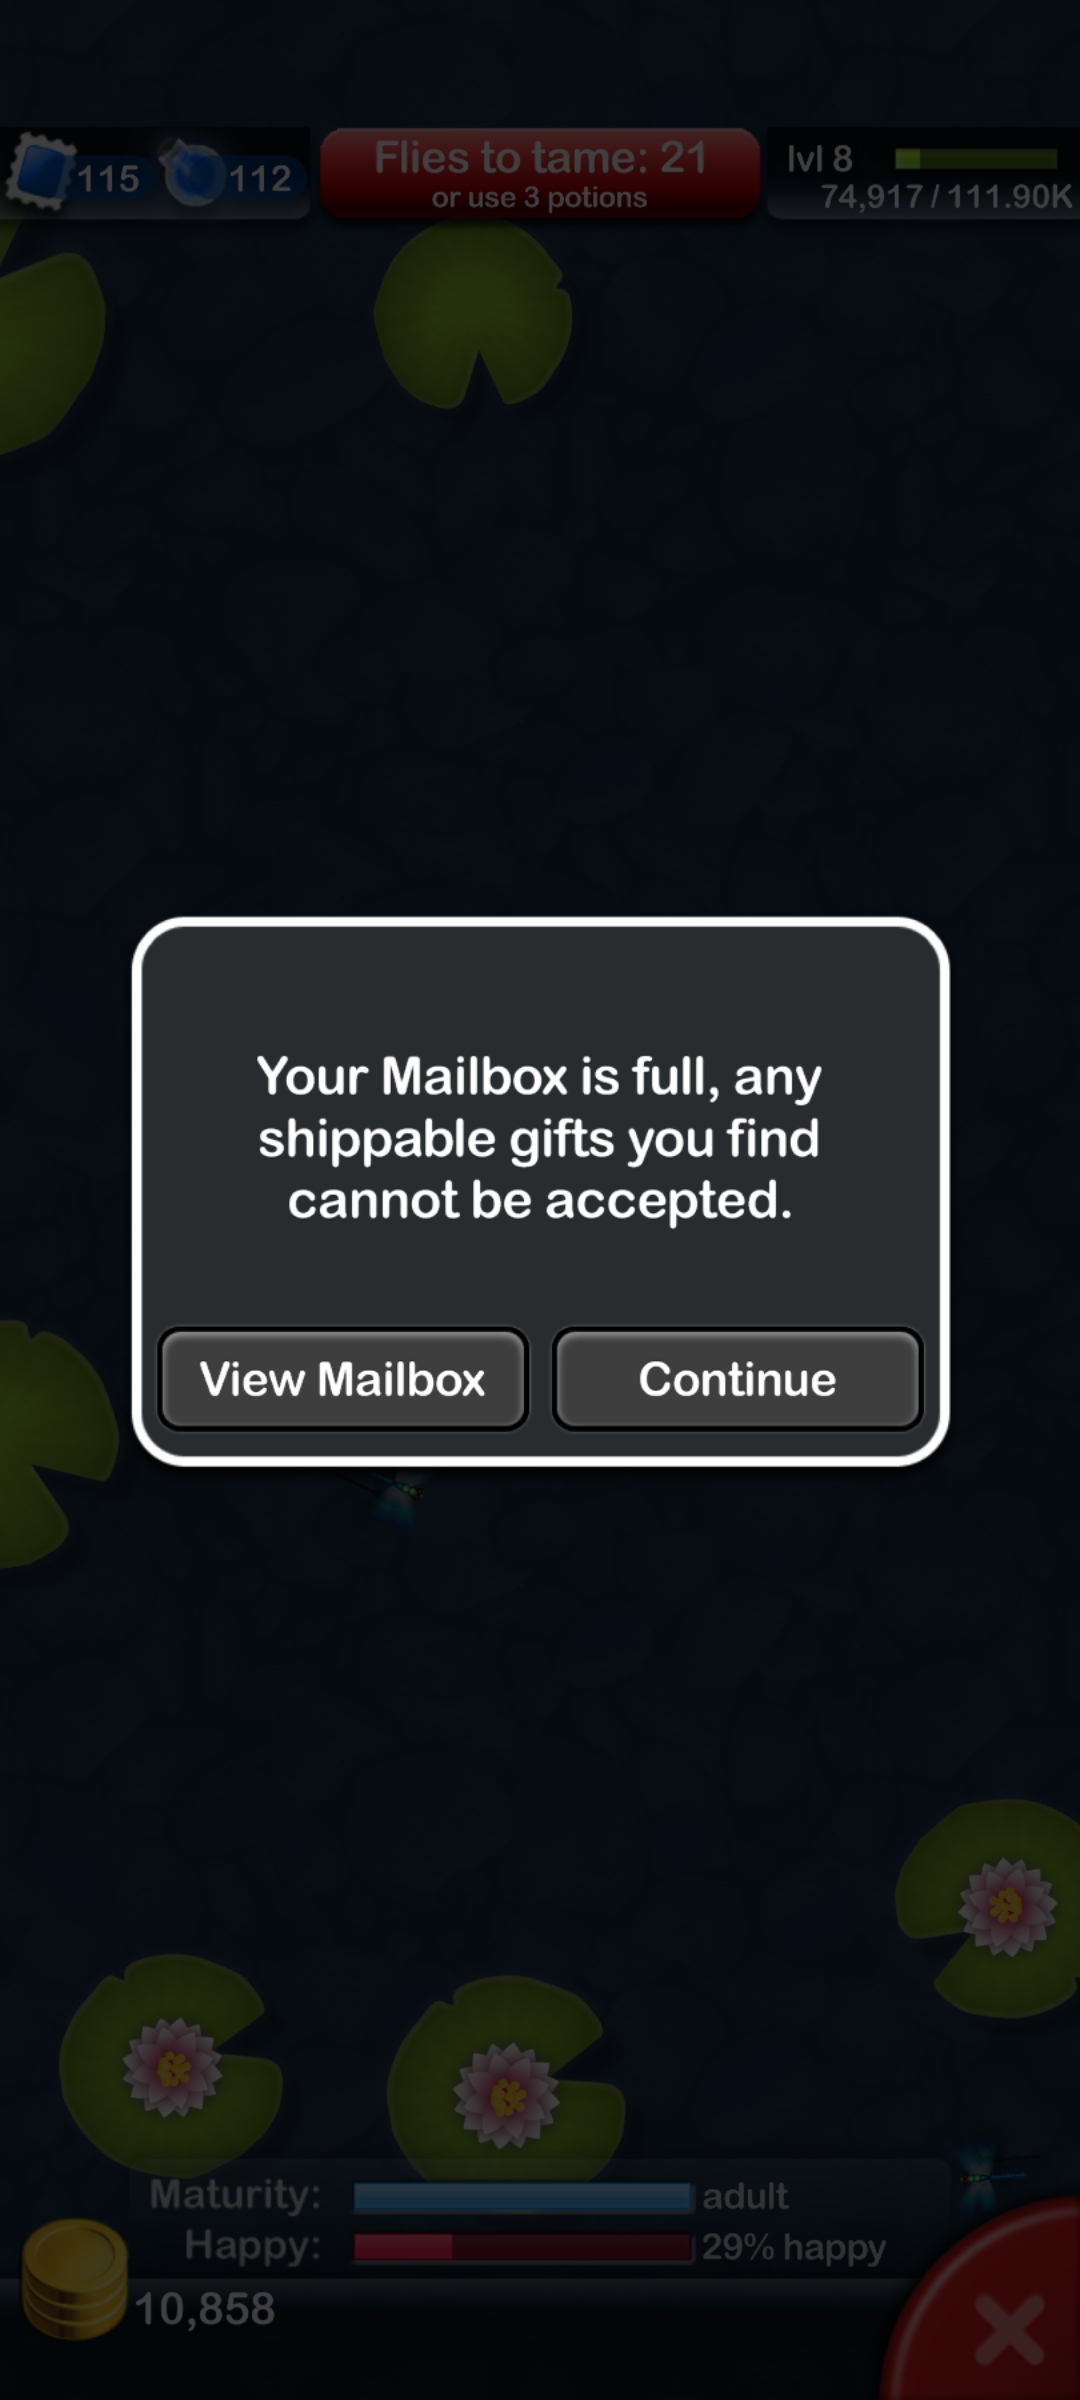 115
112
Flies to tame: 21
or use 3 potions
lvl 8
74,917 / 111.90K
Your Mailbox is full, any
shippable gifts you find
cannot be accepted.
View Mailbox
Continue
Maturity:
adult
Happy:
29% happy
10,858